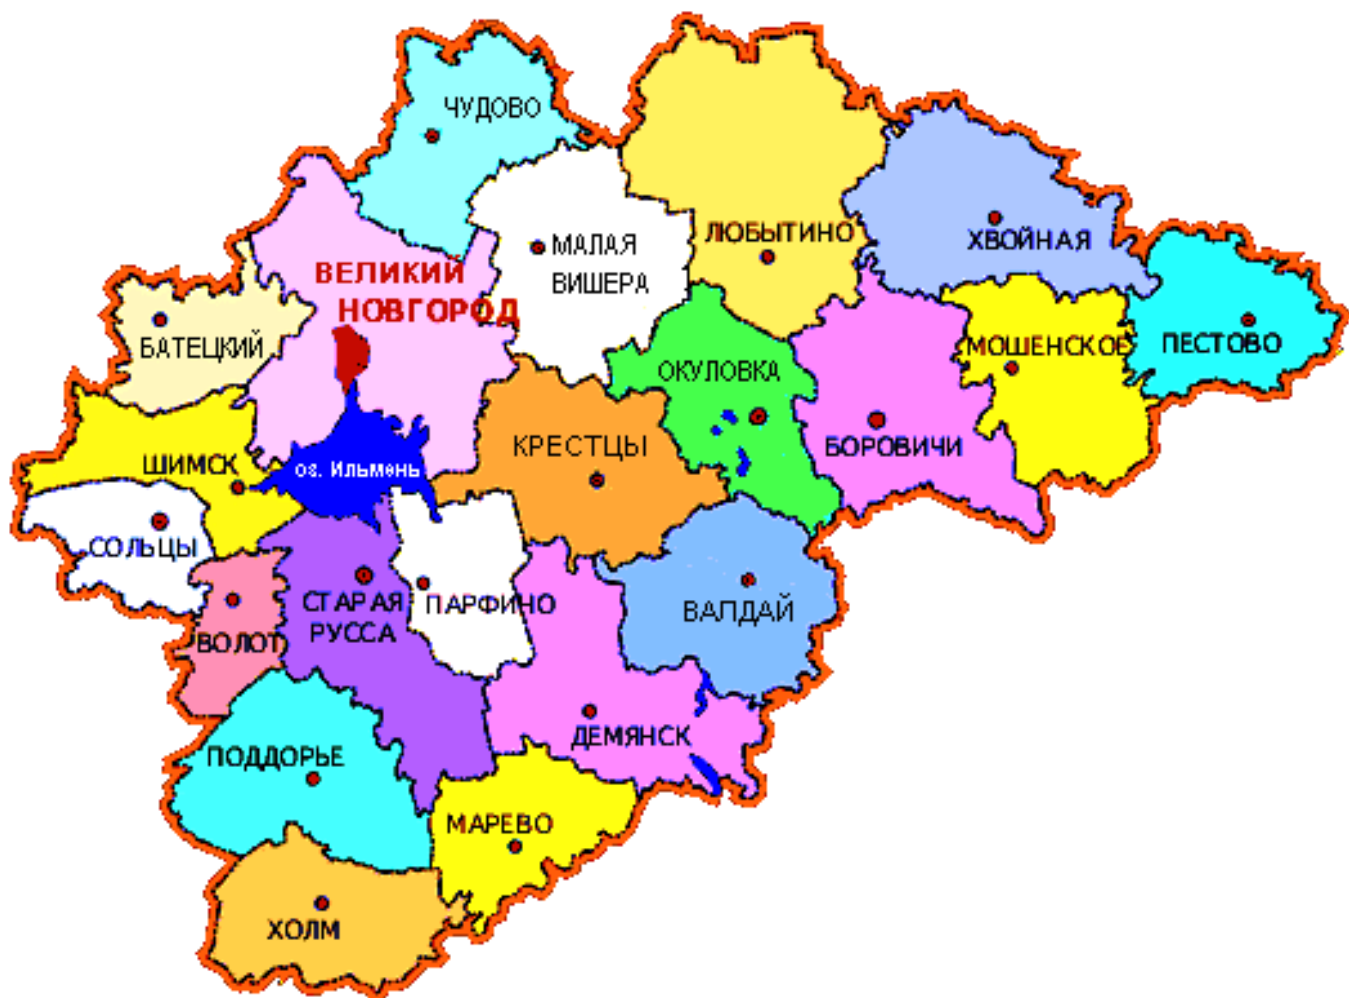 ЧУДОВО
ЛЮБЫТИНО
ХВОЙНАЯ
МАЛАЯ
ВИШЕРА
ВЕЛИКИЙ
НОВГОРОД
БАТЕЦКИЙ
МОШЕНСКОЕ
ПЕСТОВО
ОКУЛОВКА
КРЕСТЦЫ
БОРОВИЧИ
ШИМСК
оз. Ильмень
СОЛЬЦЫ
СТАРАЯ
РУССА
ПАРФИНО
ВАЛДАЙ
ВОЛОТ
ДЕМЯНСК
ПОДДОРЬЕ
МАРЕВО
ХОЛМ